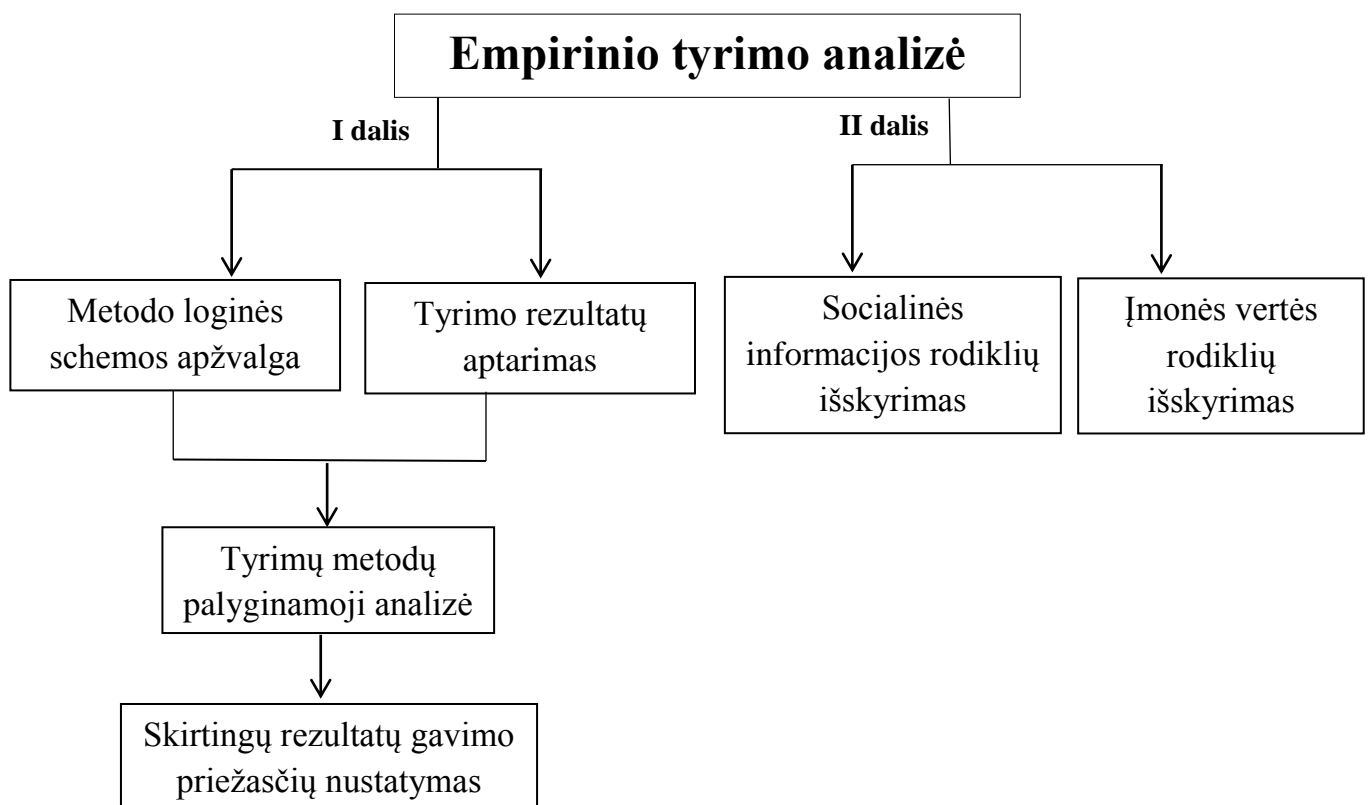 Empirinio tyrimo analizė
I dalis
II dalis
Metodo loginės
schemos apžvalga
Tyrimo rezultatų
aptarimas
Socialinės
informacijos rodiklių
išskyrimas
Įmonės vertės
rodiklių
išskyrimas
Tyrimų metodų
palyginamoji analizė
Skirtingų rezultatų gavimo
priežasčių nustatymas